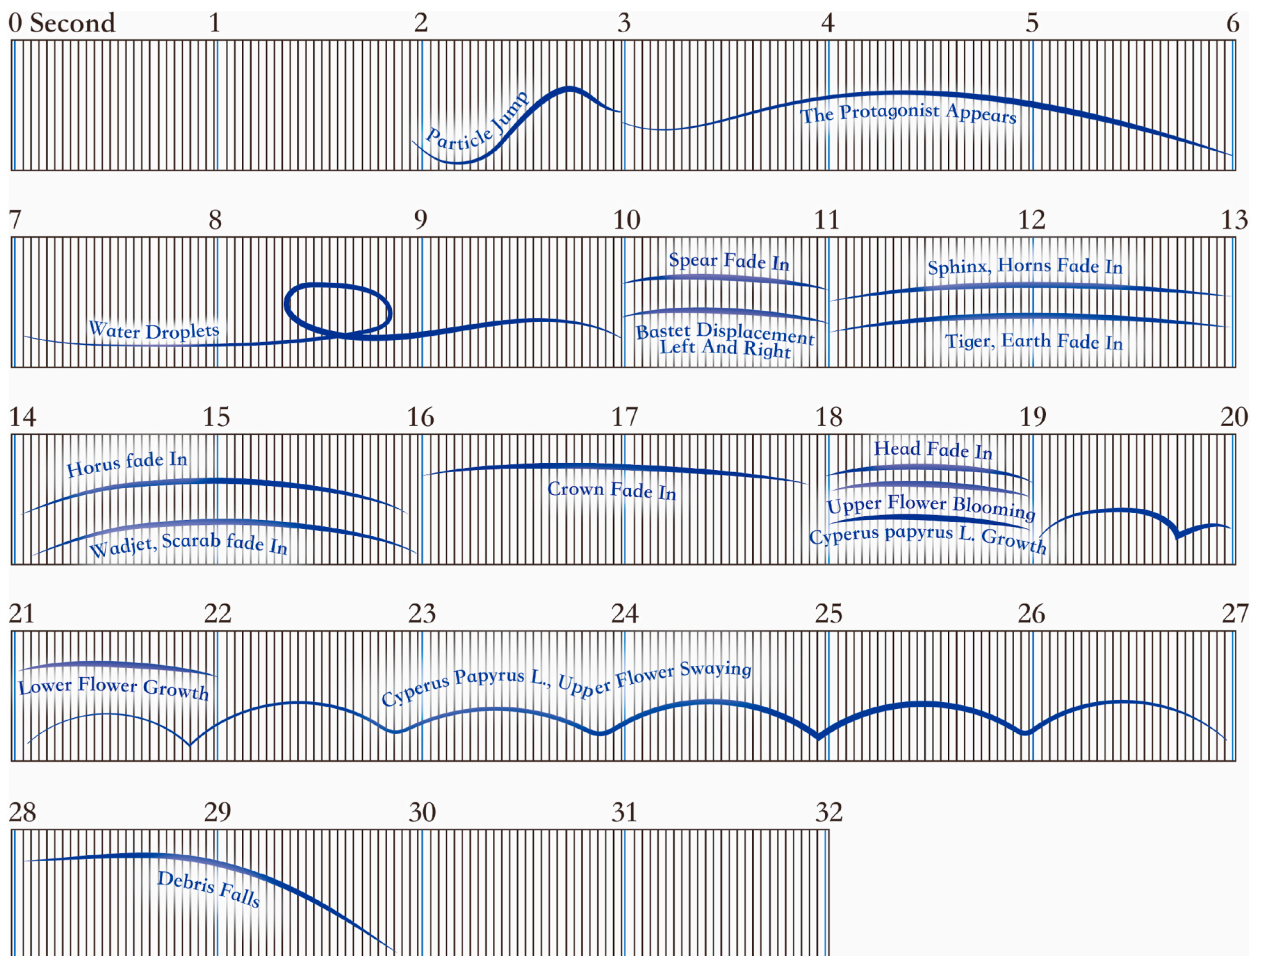 0 Second 1 2 3 4 5 6
Particle Jump
The Protagonist Appears
7 8 9 10 11 12 13
Water Droplets
Spear Fade In
Bastet Displacement
Left And Right
Sphinx, Horns Fade In
Tiger, Earth Fade In
14 15 16 17 18 19 20
Horus fade In
Wadjet, Scarab fade In
Crown Fade In
Head Fade In
Upper Flower Blooming
Cyperus papyrus L. Growth
21 22 23 24 25 26 27
Lower Flower Growth
Cyperus Papyrus L., Upper Flower Swaying
28 29 30 31 32
Debris Falls